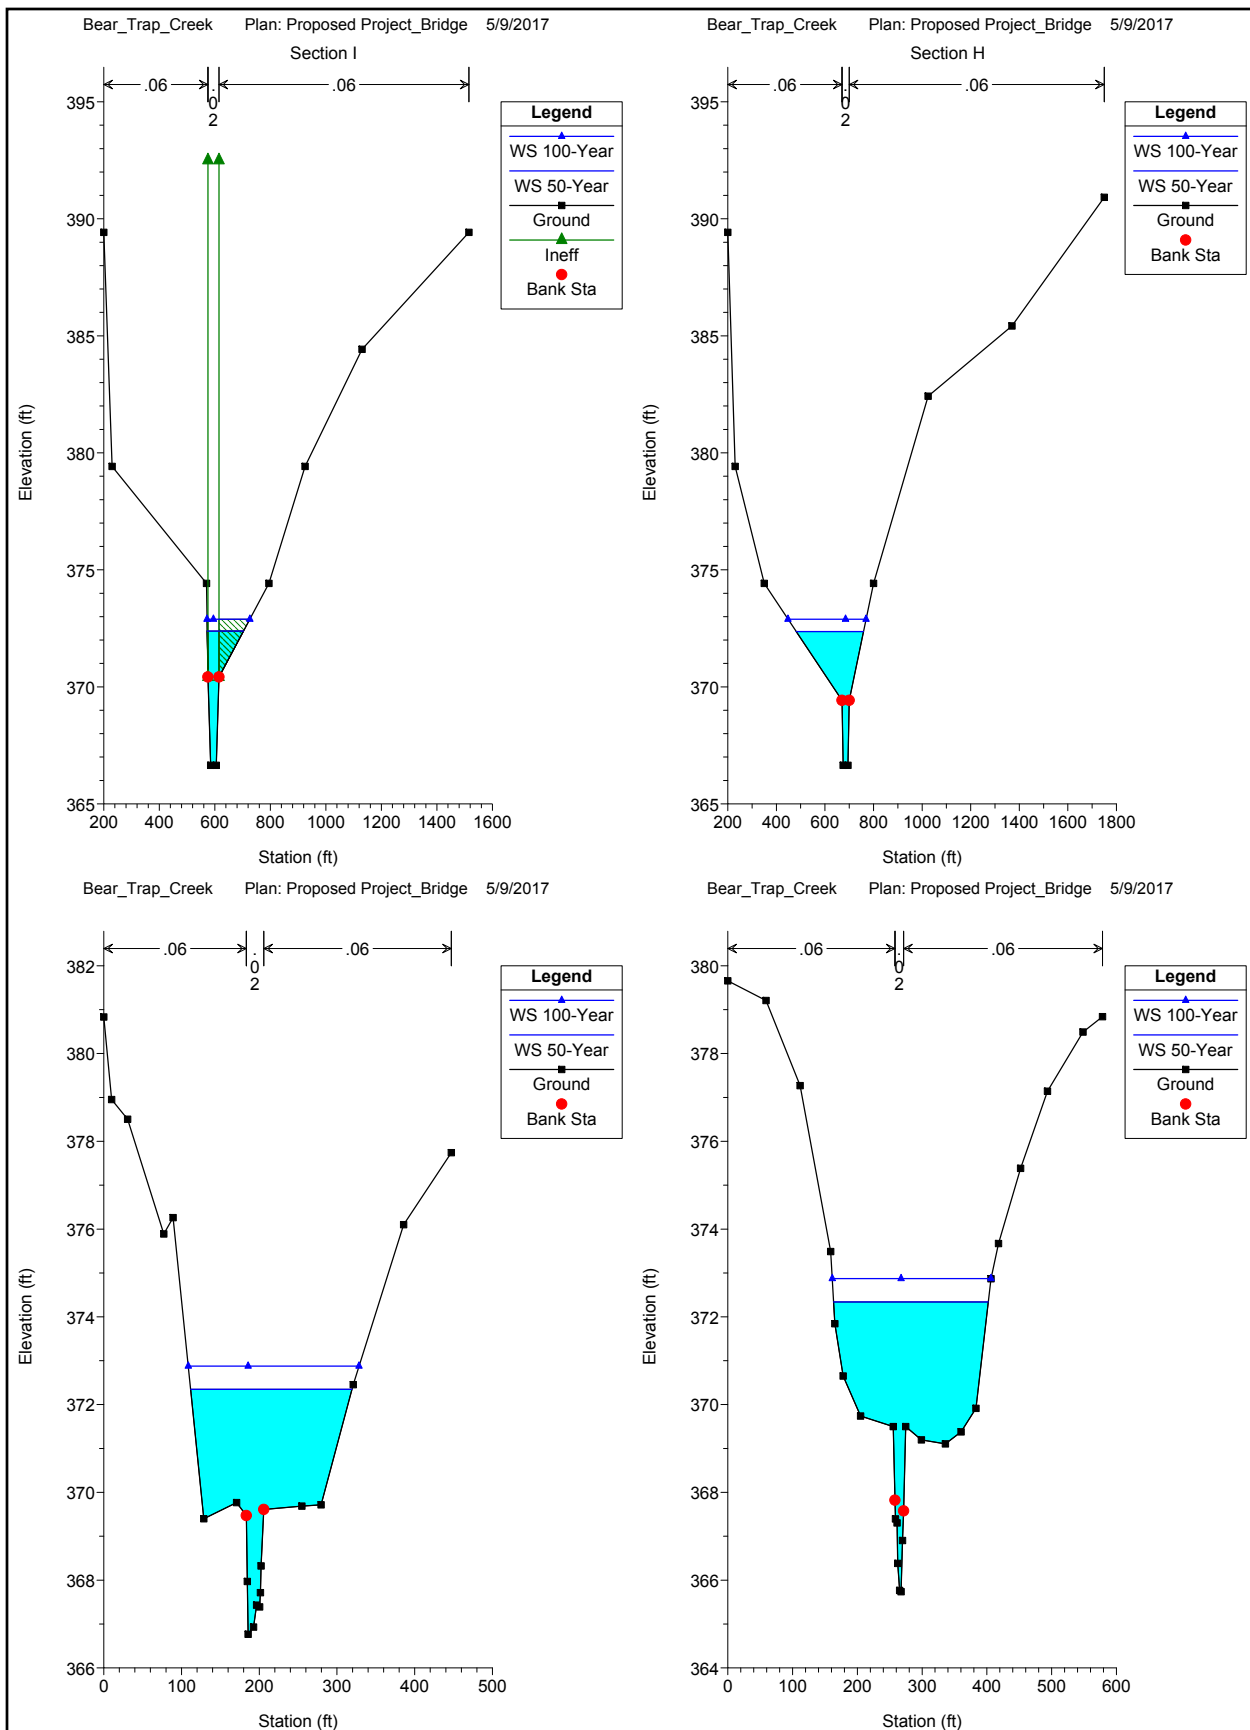 Bear_Trap_Creek Plan: Proposed Project_Bridge 5/9/2017
Section I
.06 .02 .06
Legend
WS 100-Year
WS 50-Year
Ground
Ineff
Bank Sta
Elevation (ft)
395
390
385
380
375
370
365
200 400 600 800 1000 1200 1400 1600
Station (ft)
Bear_Trap_Creek Plan: Proposed Project_Bridge 5/9/2017
Section H
.06 .02 .06
Legend
WS 100-Year
WS 50-Year
Ground
Bank Sta
Elevation (ft)
395
390
385
380
375
370
365
200 400 600 800 1000 1200 1400 1600 1800
Station (ft)
Bear_Trap_Creek Plan: Proposed Project_Bridge 5/9/2017
.06 .02 .06
Legend
WS 100-Year
WS 50-Year
Ground
Bank Sta
Elevation (ft)
382
380
378
376
374
372
370
368
366
0 100 200 300 400 500
Station (ft)
Bear_Trap_Creek Plan: Proposed Project_Bridge 5/9/2017
.06 .02 .06
Legend
WS 100-Year
WS 50-Year
Ground
Bank Sta
Elevation (ft)
380
378
376
374
372
370
368
366
364
0 100 200 300 400 500 600
Station (ft)